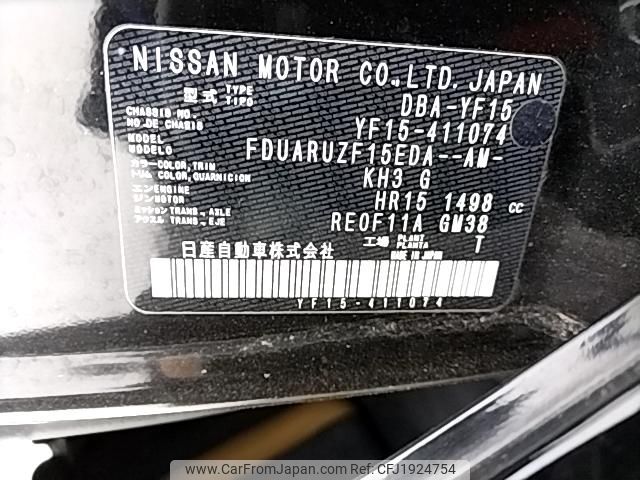 NISSAN MOTOR CO.,LTD. JAPAN
型式 TYPE TIPO DBA-YF15
CHASSIS NO. NO. DE CHASIS YF15-411074
MODEL MODELO FDUARUZF15EDA--AM-
カラー COLOR, TRIM トリム COLOR, GUARNICION KH3 G
エンジン ENGINE MOTOR HR15 1498 cc
ミッション TRANS., AXLE アクスル TRANS., EJE RE0F11A GM38
工場 PLANT PLANTA T
日産自動車株式会社 MADE IN JAPAN
YF15-411074
www.CarFromJapan.com | CarFromJapan | CFJ1924754